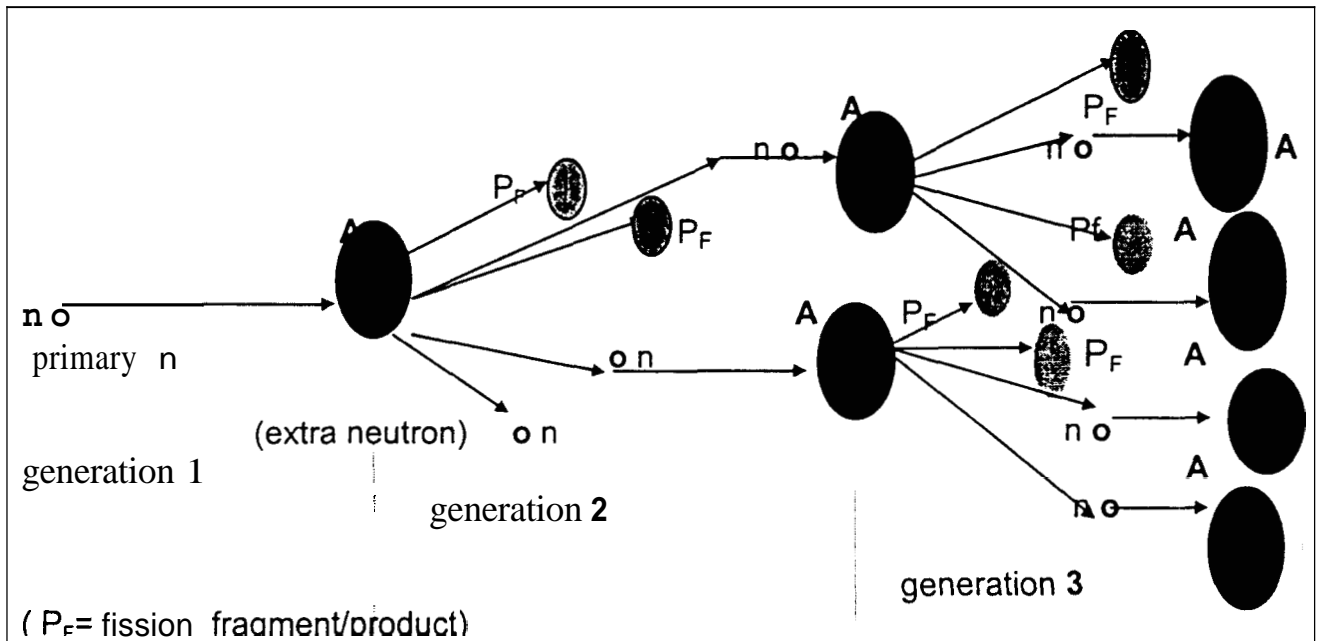 A
P_F
n o
A
A
n o
P_F
Pf
A
P_F
A
P_F
n o
n o
primary n
o n
P_F
A
(extra neutron) o n
n o
generation 1
A
generation 2
n o
generation 3
( P_F= fission fragment/product)